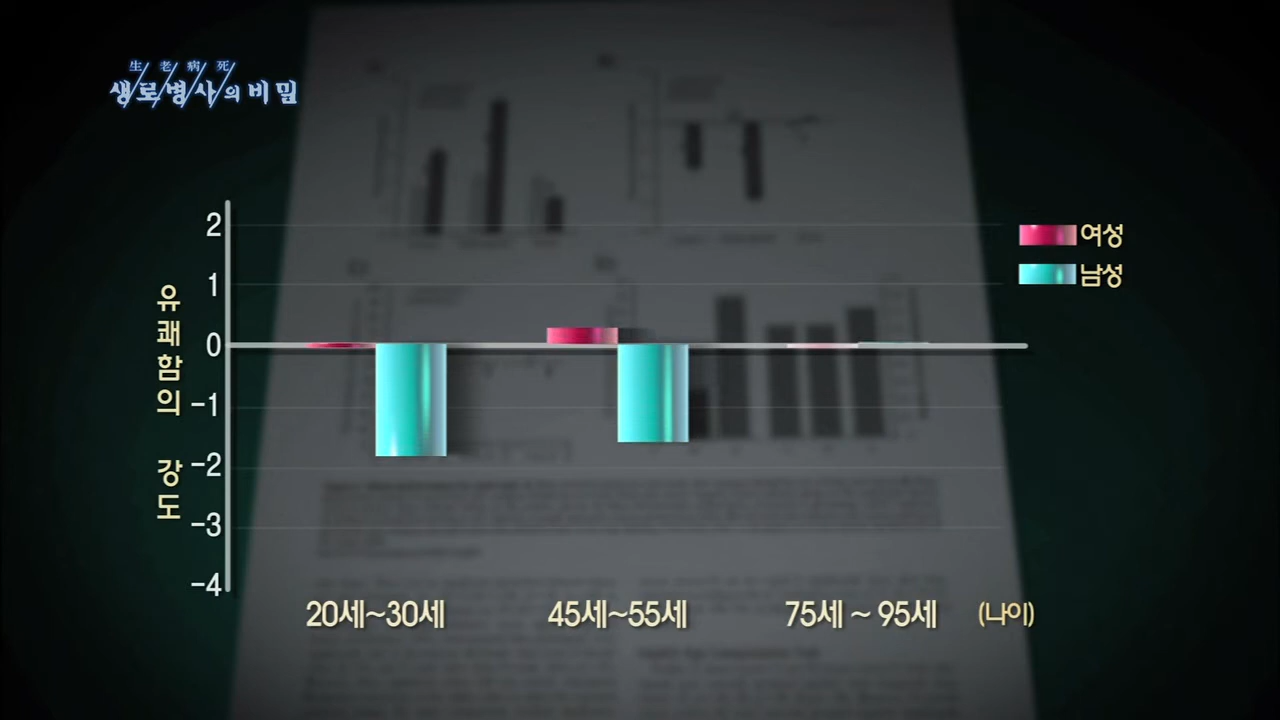 生老病死
생로병사의 비밀
여성
남성
유쾌함의 강도
2
1
0
-1
-2
-3
-4
20세~30세
45세~55세
75세 ~ 95세
(나이)